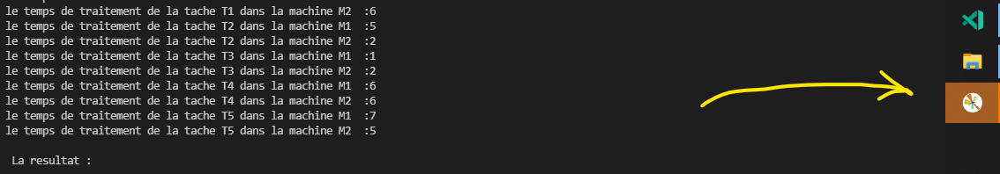 le temps de traitement de la tache T1 dans la machine M2  :6
le temps de traitement de la tache T2 dans la machine M1  :5
le temps de traitement de la tache T2 dans la machine M2  :2
le temps de traitement de la tache T3 dans la machine M1  :1
le temps de traitement de la tache T3 dans la machine M2  :2
le temps de traitement de la tache T4 dans la machine M1  :6
le temps de traitement de la tache T4 dans la machine M2  :6
le temps de traitement de la tache T5 dans la machine M1  :7
le temps de traitement de la tache T5 dans la machine M2  :5
La resultat :